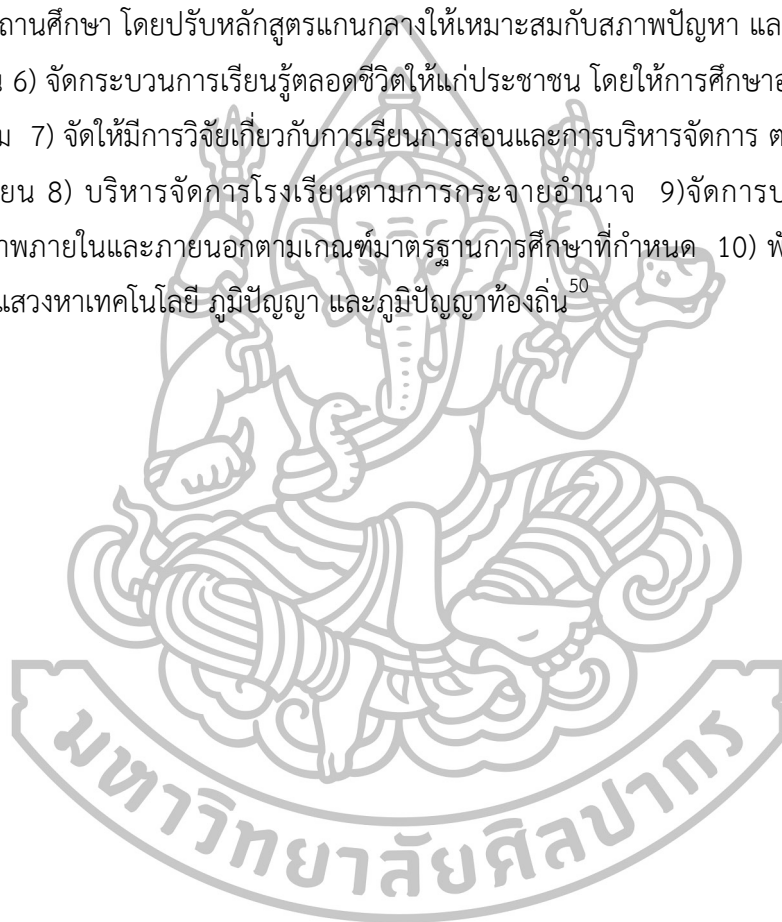 ถานศึกษา โดยปรับหลักสูตรแกนกลางให้เหมาะสมกับสภาพปัญหา แล
6) จัดกระบวนการเรียนรู้ตลอดชีวิตให้แก่ประชาชน โดยให้การศึกษา
7) จัดให้มีการวิจัยเกี่ยวกับการเรียนการสอนและการบริหารจัดการ ต
ยน 8) บริหารจัดการโรงเรียนตามการกระจายอำนาจ 9)จัดการป
าพภายในและภายนอกตามเกณฑ์มาตรฐานการศึกษาที่กำหนด 10) พั
แสวงหาเทคโนโลยี ภูมิปัญญา และภูมิปัญญาท้องถิ่น50
มหาวิทยาลัยศิลปากร